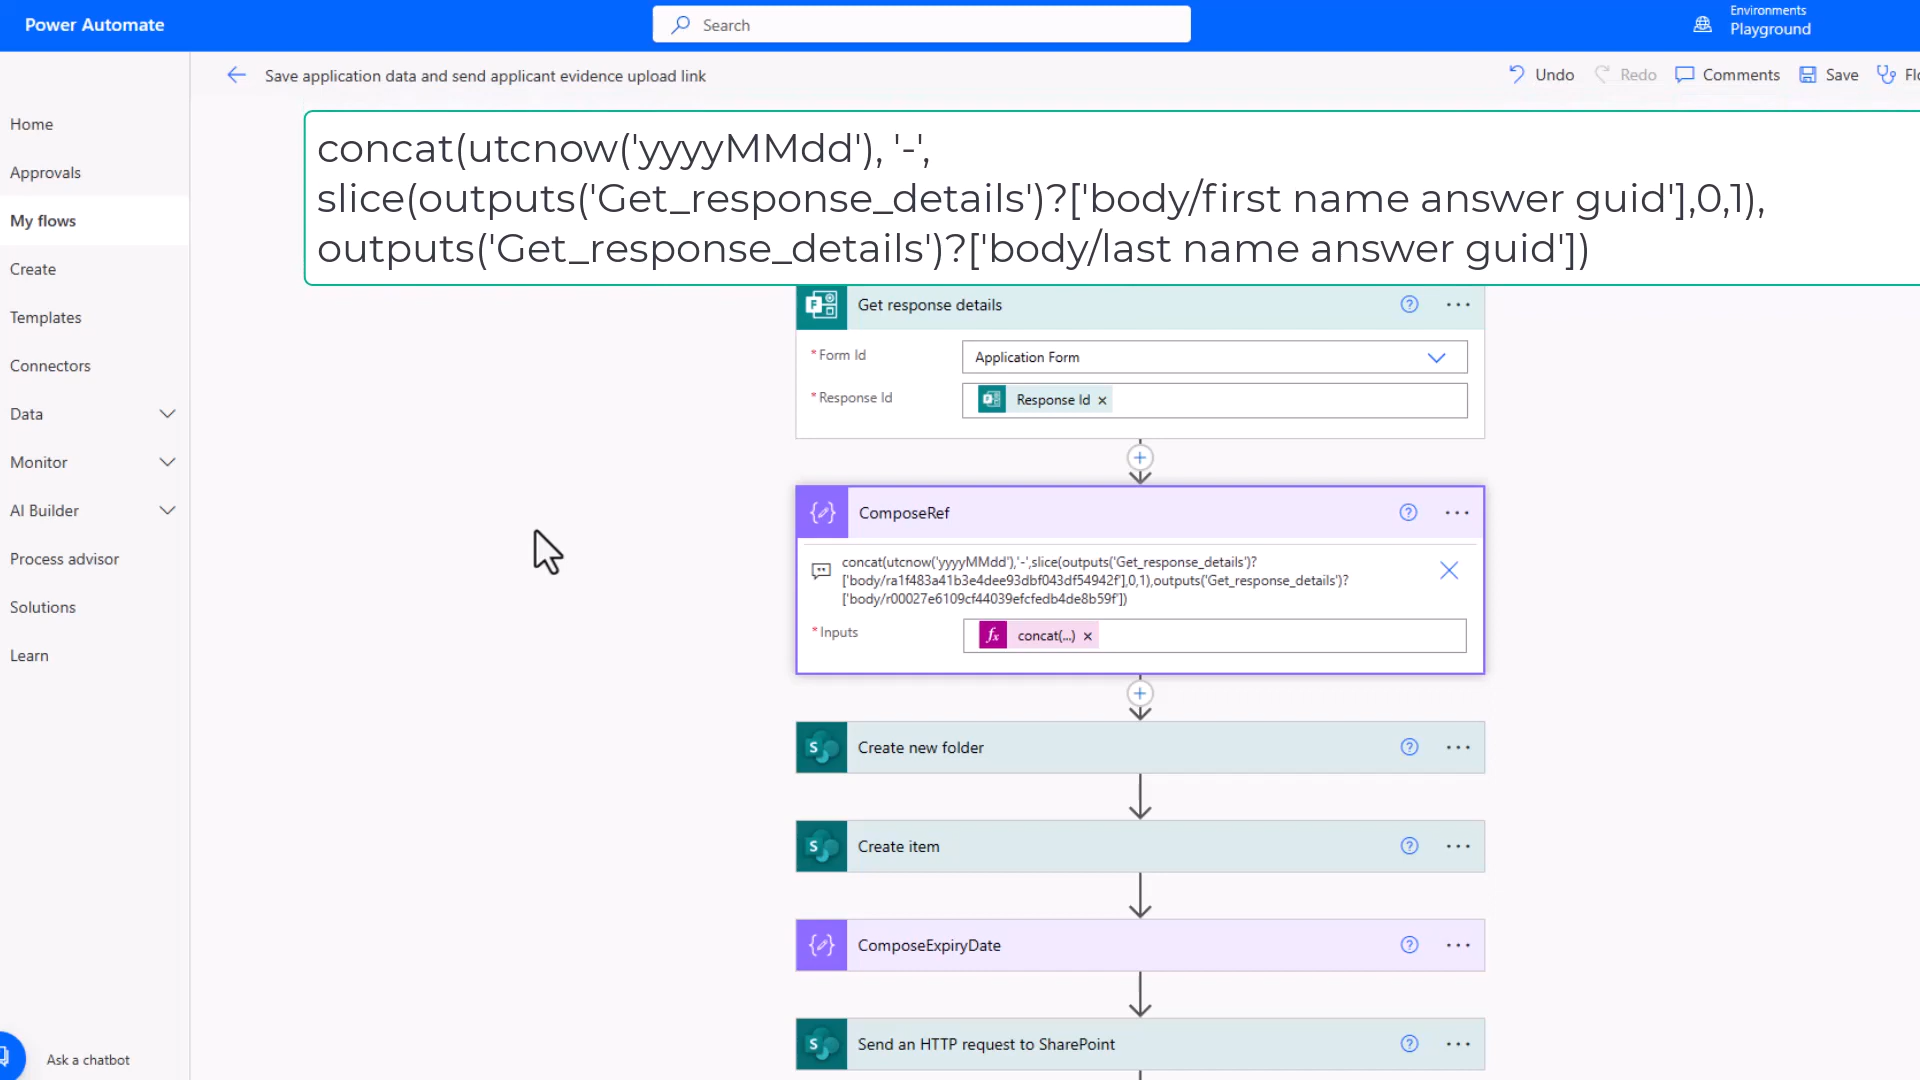 Power Automate
Search
Environments
Playground
Save application data and send applicant evidence upload link
Undo
Redo
Comments
Save
Flo
Home
Approvals
My flows
Create
Templates
Connectors
Data
Monitor
AI Builder
Process advisor
Solutions
Learn
Ask a chatbot
concat(utcnow('yyyyMMdd'), '-',
slice(outputs('Get_response_details')?['body/first name answer guid'],0,1),
outputs('Get_response_details')?['body/last name answer guid'])
Get response details
*Form Id
Application Form
*Response Id
Response Id
ComposeRef
concat(utcnow('yyyyMMdd'),'-',slice(outputs('Get_response_details')?
['body/ra1f483a41b3e4dee93dbf043df54942f'],0,1),outputs('Get_response_details')?
['body/r00027e6109cf44039efcfedb4de8b59f'])
*Inputs
fx concat(...)
Create new folder
Create item
ComposeExpiryDate
Send an HTTP request to SharePoint